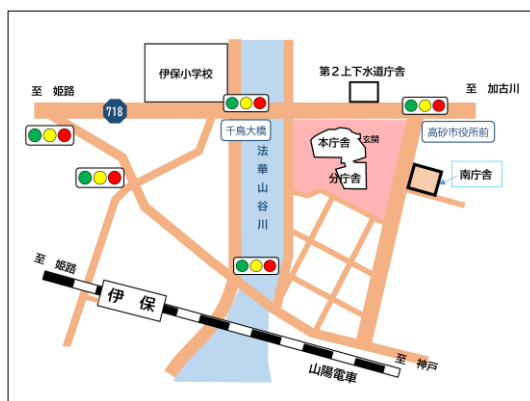 伊保小学校
第２上下水道庁舎
至 姫路
至 加古川
718
千鳥大橋
高砂市役所前
玄関
本庁舎
分庁舎
南庁舎
法華山谷川
至 姫路
伊 保
山陽電車
至 神戸